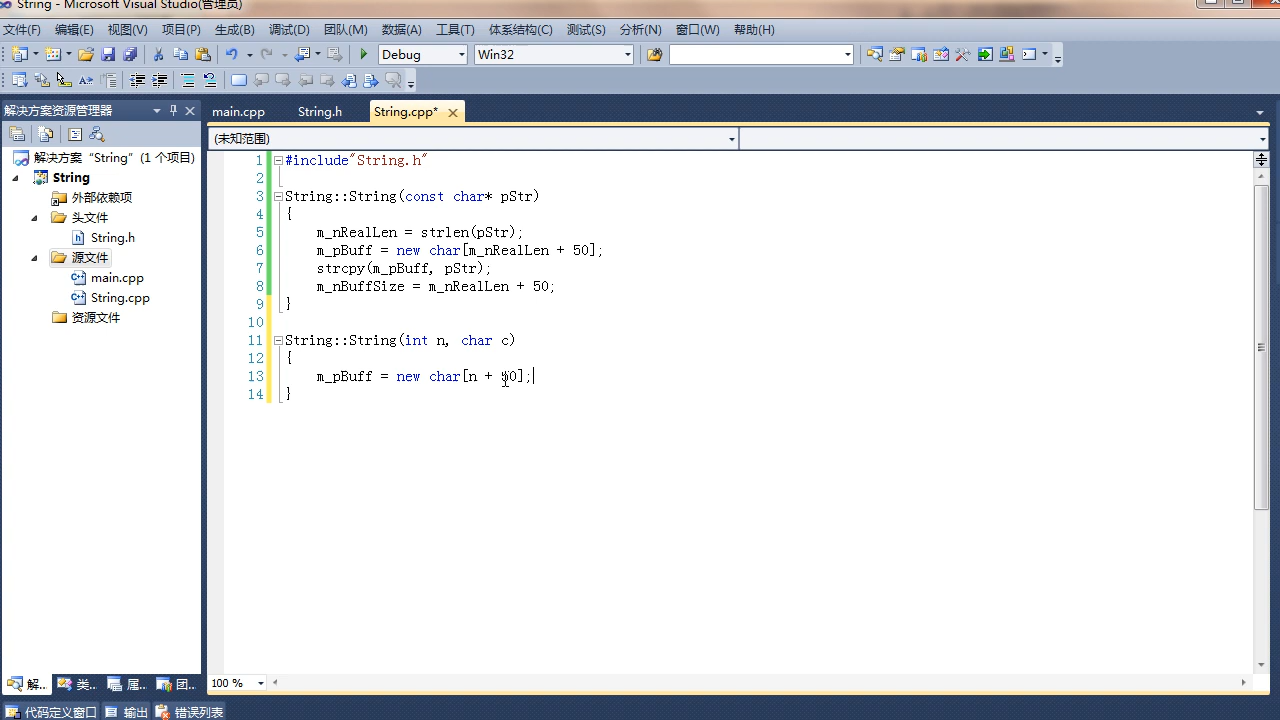 String - Microsoft Visual Studio(管理员)
文件(F) 编辑(E) 视图(V) 项目(P) 生成(B) 调试(D) 团队(M) 数据(A) 工具(T) 体系结构(C) 测试(S) 分析(N) 窗口(W) 帮助(H)
Debug Win32
解决方案资源管理器
main.cpp String.h String.cpp*
(未知范围)
解决方案 “String” (1 个项目)
String
外部依赖项
头文件
String.h
源文件
main.cpp
String.cpp
资源文件
1 #include"String.h"
2
3 String::String(const char* pStr)
4 {
5 m_nRealLen = strlen(pStr);
6 m_pBuff = new char[m_nRealLen + 50];
7 strcpy(m_pBuff, pStr);
8 m_nBuffSize = m_nRealLen + 50;
9 }
10
11 String::String(int n, char c)
12 {
13 m_pBuff = new char[n + 50];
14 }
解... 类... 属... 团...
100 %
代码定义窗口 输出 错误列表